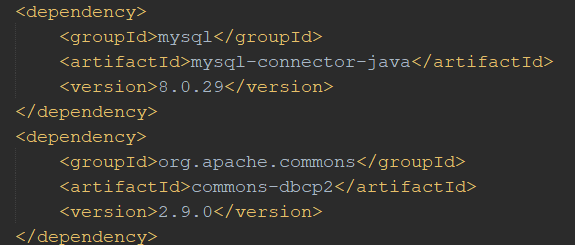 <dependency>
    <groupId>mysql</groupId>
    <artifactId>mysql-connector-java</artifactId>
    <version>8.0.29</version>
</dependency>
<dependency>
    <groupId>org.apache.commons</groupId>
    <artifactId>commons-dbcp2</artifactId>
    <version>2.9.0</version>
</dependency>